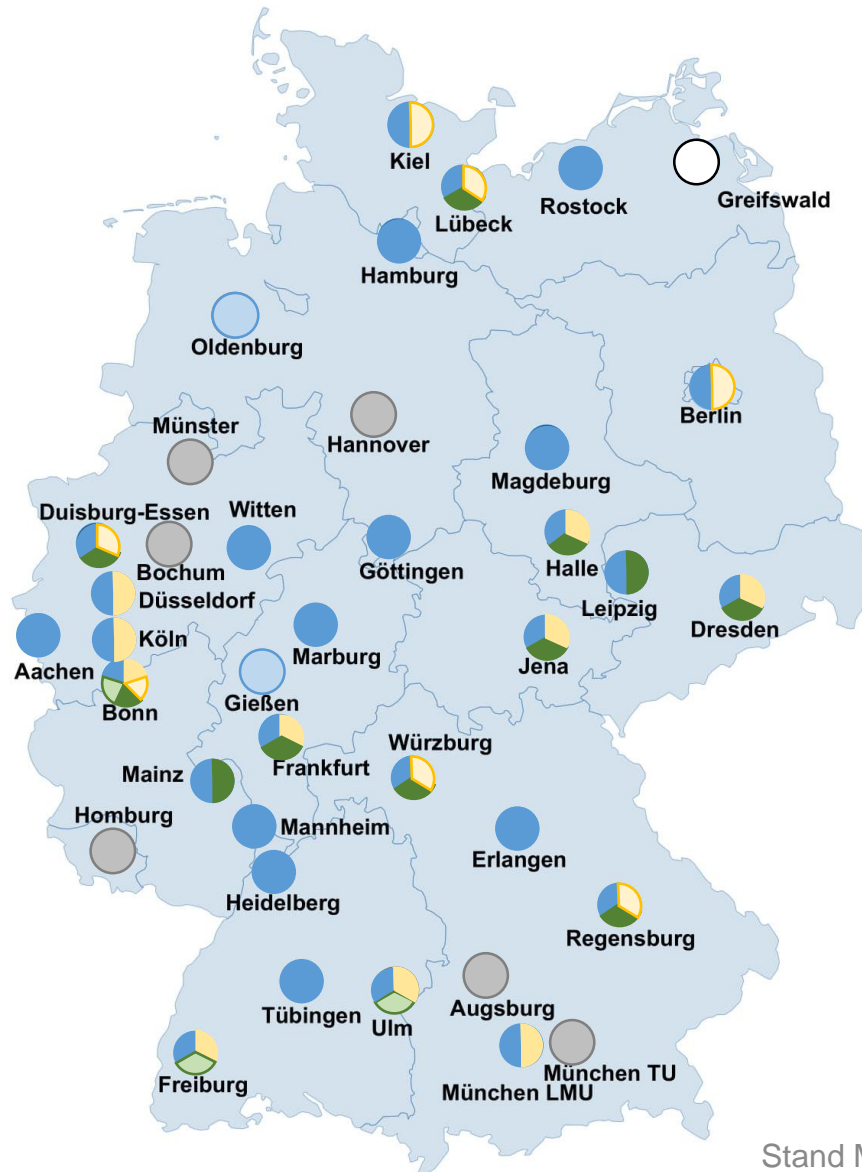 Kiel
Lübeck
Rostock
Greifswald
Hamburg
Oldenburg
Berlin
Münster
Hannover
Magdeburg
Duisburg-Essen
Witten
Bochum
Göttingen
Halle
Leipzig
Düsseldorf
Dresden
Köln
Marburg
Jena
Aachen
Gießen
Bonn
Würzburg
Frankfurt
Mainz
Homburg
Mannheim
Erlangen
Heidelberg
Regensburg
Augsburg
Tübingen
Ulm
München TU
Freiburg
München LMU
Stand M